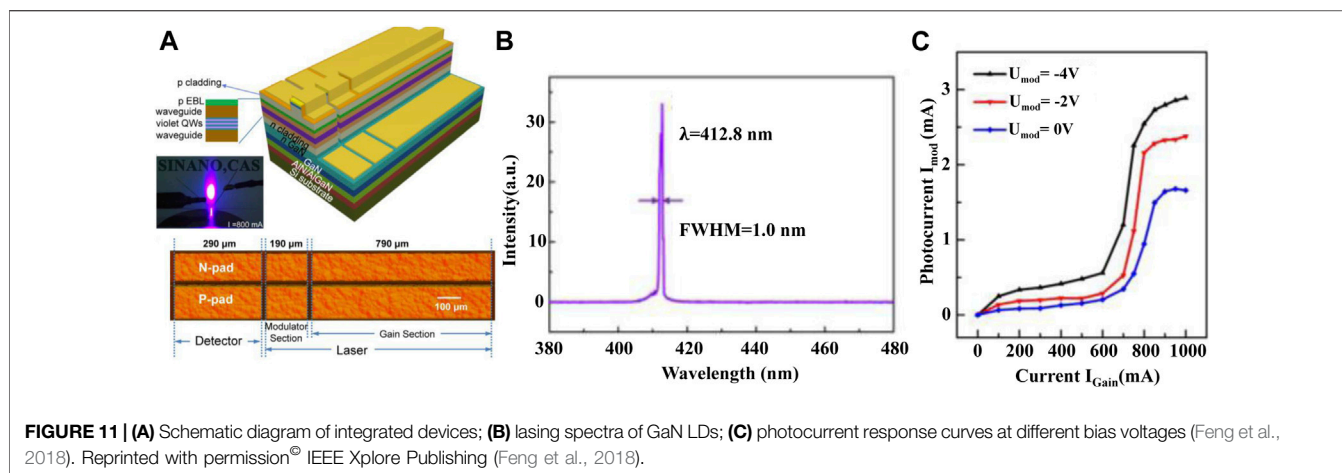 A
p cladding
p EBL
waveguide
violet QWs
waveguide
n cladding
n GaN
GaN
AlN/AlGaN
Si substrate
SINANO,CAS
I =800 mA
290 μm
190 μm
790 μm
N-pad
P-pad
100 μm
Detector
Modulator
Section
Gain Section
Laser
B
Intensity(a.u.)
30
20
10
0
λ=412.8 nm
FWHM=1.0 nm
380
400
420
440
460
480
Wavelength (nm)
C
Photocurrent I_mod (mA)
3
2
1
0
U_mod= -4V
U_mod= -2V
U_mod= 0V
0
200
400
600
800
1000
Current I_Gain(mA)
FIGURE 11 | (A) Schematic diagram of integrated devices; (B) lasing spectra of GaN LDs; (C) photocurrent response curves at different bias voltages (Feng et al.,
2018). Reprinted with permission© IEEE Xplore Publishing (Feng et al., 2018).